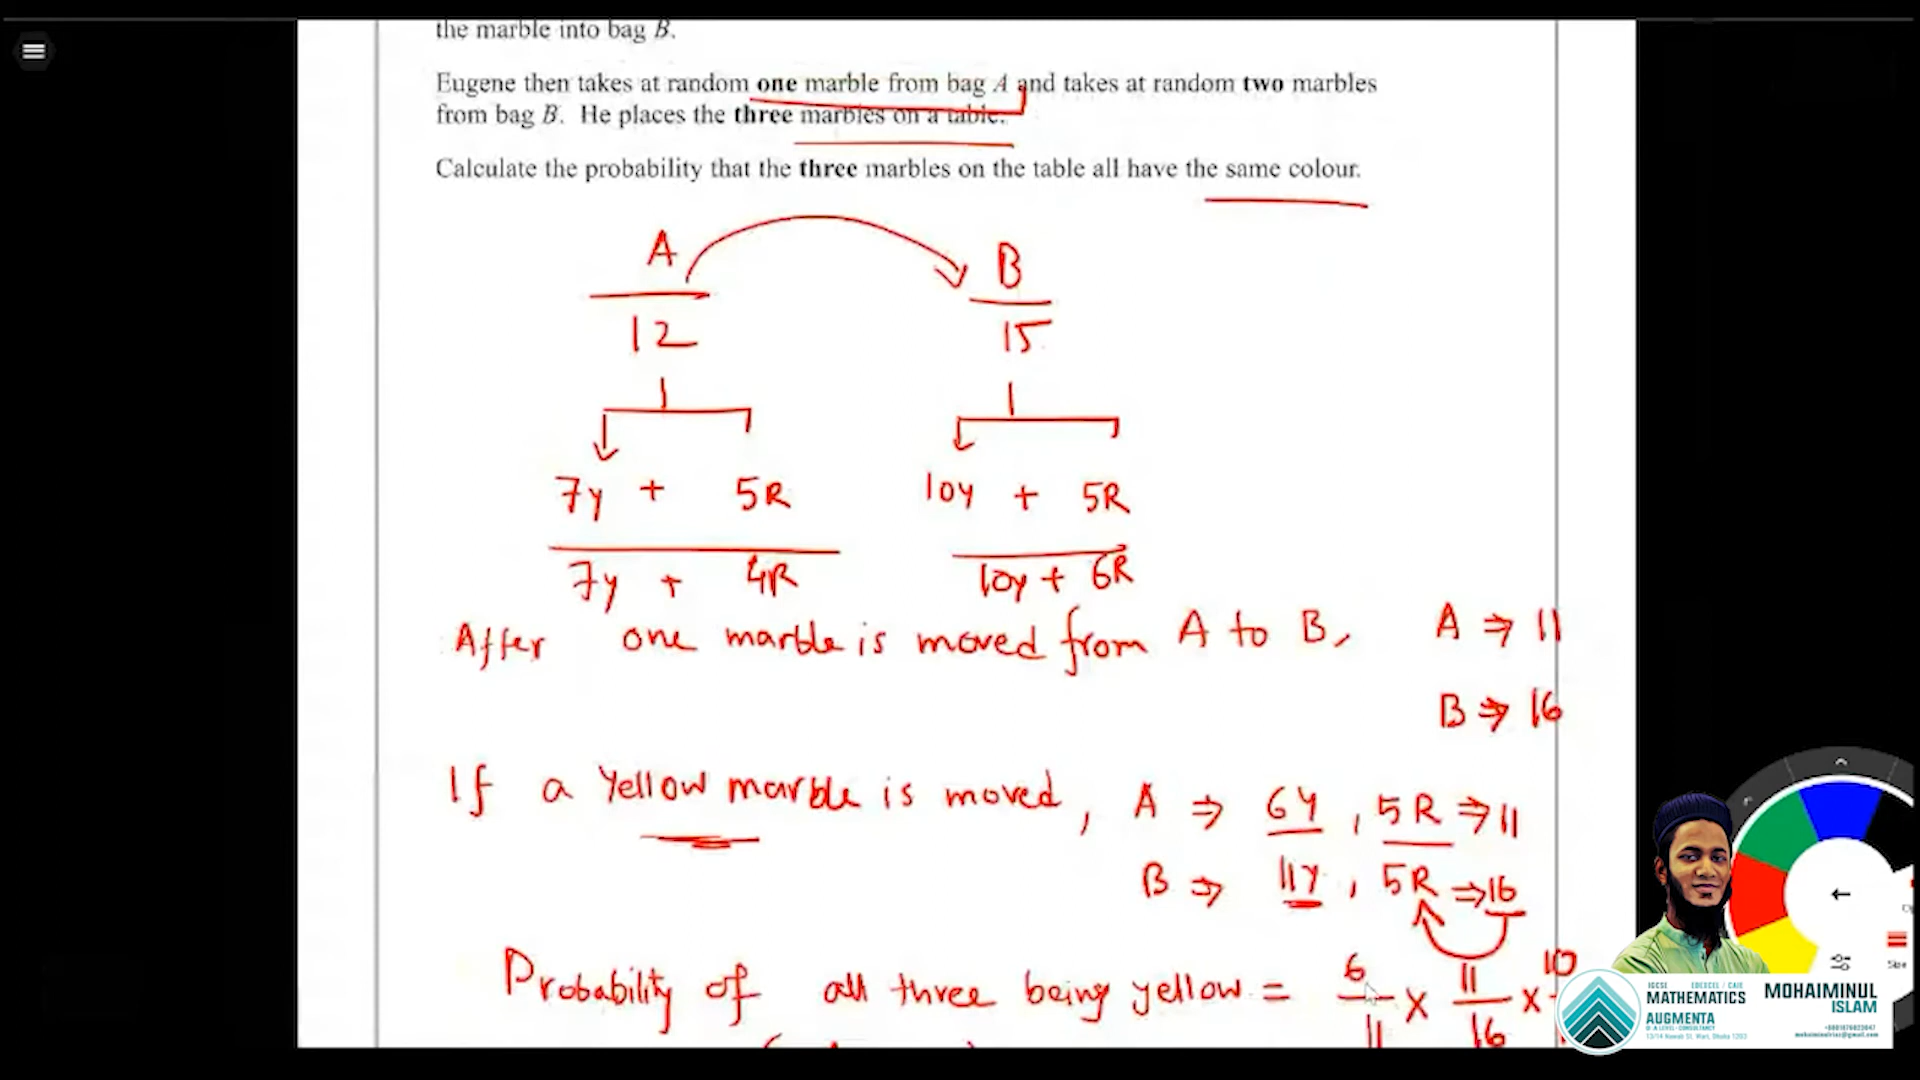 the marble into bag B.
Eugene then takes at random one marble from bag A and takes at random two marbles
from bag B. He places the three marbles on a table.
Calculate the probability that the three marbles on the table all have the same colour.
A B
12 15
7y + 5R 10y + 5R
7y + 4R 10y + 6R
After one marble is moved from A to B, A ⇒ 11
B ⇒ 16
If a Yellow marble is moved, A ⇒ 6Y, 5R ⇒ 11
B ⇒ 11Y, 5R ⇒ 16
Probability of all three being yellow = 6/11 × 11/16 × 10
Size
IGCSE EDEXCEL / CAIE
MATHEMATICS
AUGMENTA
MOHAIMINUL
ISLAM